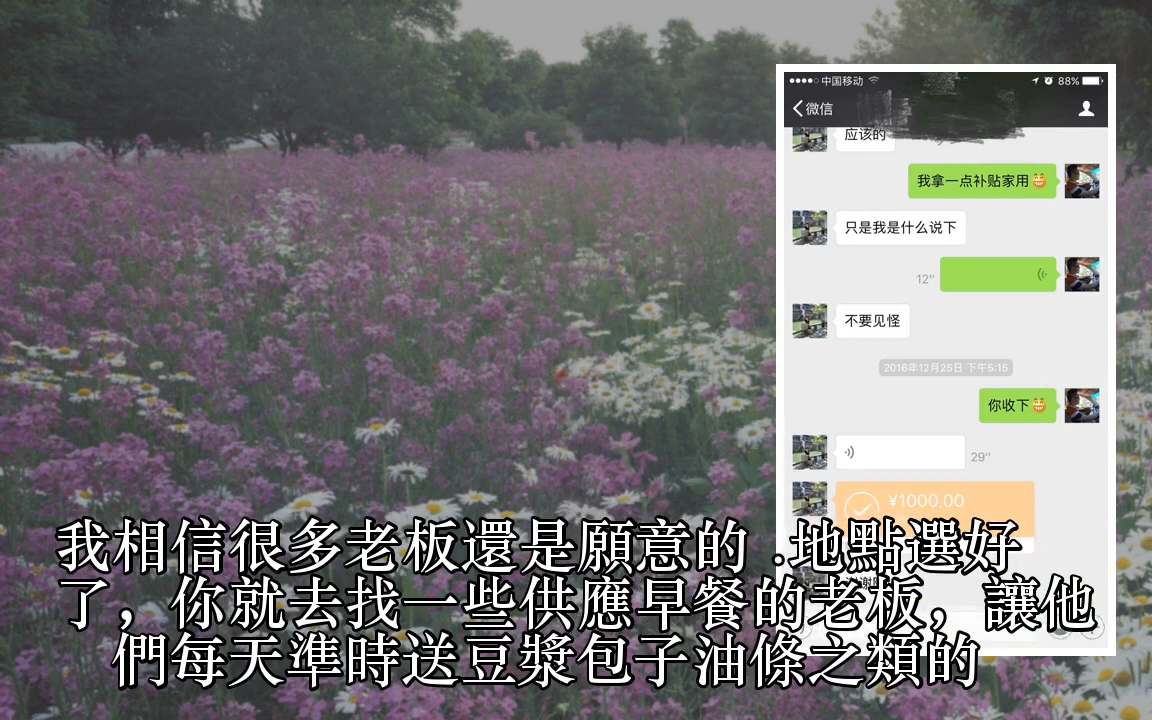 中国移动
88%
微信
应该的
我拿一点补贴家用
只是我是什么说下
12"
不要见怪
2016年12月25日 下午5:15
你收下
29"
¥1000.00
我相信很多老板還是願意的 .地點選好
了，你就去找一些供應早餐的老板，讓他
們每天準時送豆漿包子油條之類的